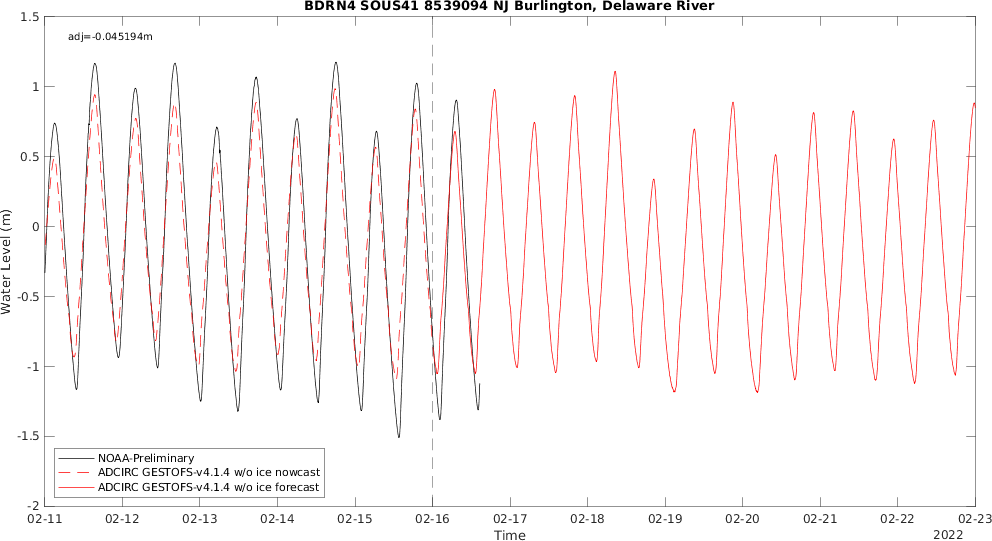 BDRN4 SOUS41 8539094 NJ Burlington, Delaware River
adj=-0.045194m
1.5
1
0.5
0
-0.5
-1
-1.5
-2
Water Level (m)
NOAA-Preliminary
ADCIRC GESTOFS-v4.1.4 w/o ice nowcast
ADCIRC GESTOFS-v4.1.4 w/o ice forecast
02-11 02-12 02-13 02-14 02-15 02-16 02-17 02-18 02-19 02-20 02-21 02-22 02-23
Time
2022